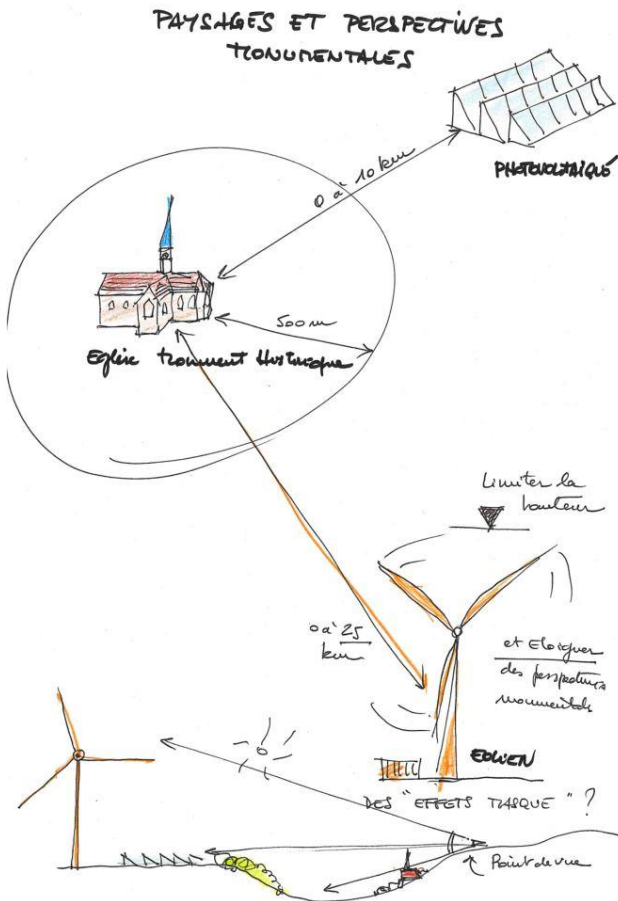 PAYSAGES ET PERSPECTIVES
MONUMENTALES
0 à 10 km
PHOTOVOLTAIQUE
500 m
Eglise Monument Historique
Limiter la
hauteur
0 à 25
km
et Eloigner
des perspectives
monumentales
EOLIEN
DES "EFFETS MASQUE" ?
Point de vue